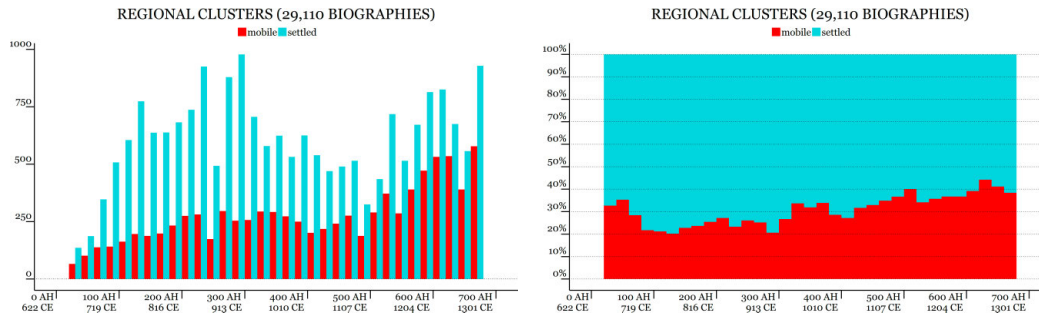 REGIONAL CLUSTERS (29,110 BIOGRAPHIES)
mobile settled
1000
750
500
250
0
0 AH 100 AH 200 AH 300 AH 400 AH 500 AH 600 AH 700 AH
622 CE 719 CE 816 CE 913 CE 1010 CE 1107 CE 1204 CE 1301 CE
REGIONAL CLUSTERS (29,110 BIOGRAPHIES)
mobile settled
100%
90%
80%
70%
60%
50%
40%
30%
20%
10%
0%
0 AH 100 AH 200 AH 300 AH 400 AH 500 AH 600 AH 700 AH
622 CE 719 CE 816 CE 913 CE 1010 CE 1107 CE 1204 CE 1301 CE